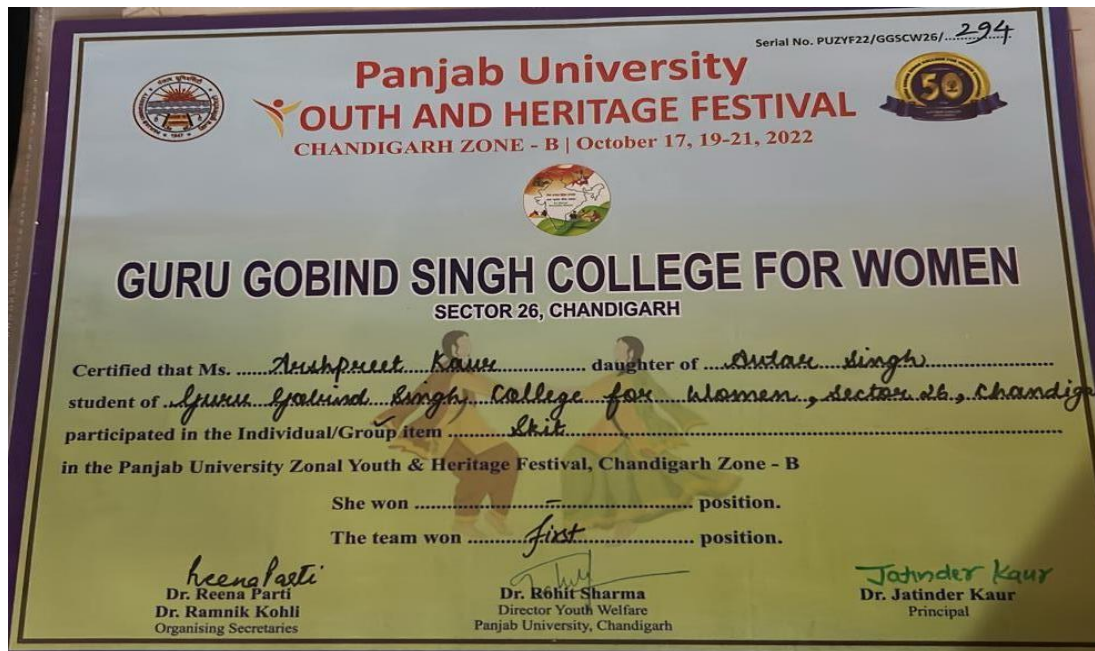 Serial No. PUZYF22/GGSCW26/ 294
Panjab University
YOUTH AND HERITAGE FESTIVAL
CHANDIGARH ZONE - B | October 17, 19-21, 2022
50
GURU GOBIND SINGH COLLEGE FOR WOMEN
SECTOR 26, CHANDIGARH
Certified that Ms. Arshpreet Kaur daughter of Avtar Singh
student of Guru Gobind Singh College for Women, Sector 26, Chandig
participated in the Individual/Group item Skit
in the Panjab University Zonal Youth & Heritage Festival, Chandigarh Zone - B
She won – position.
The team won first position.
Reena Parti
Dr. Reena Parti
Dr. Ramnik Kohli
Organising Secretaries
Dr. Rohit Sharma
Director Youth Welfare
Panjab University, Chandigarh
Jatinder Kaur
Dr. Jatinder Kaur
Principal